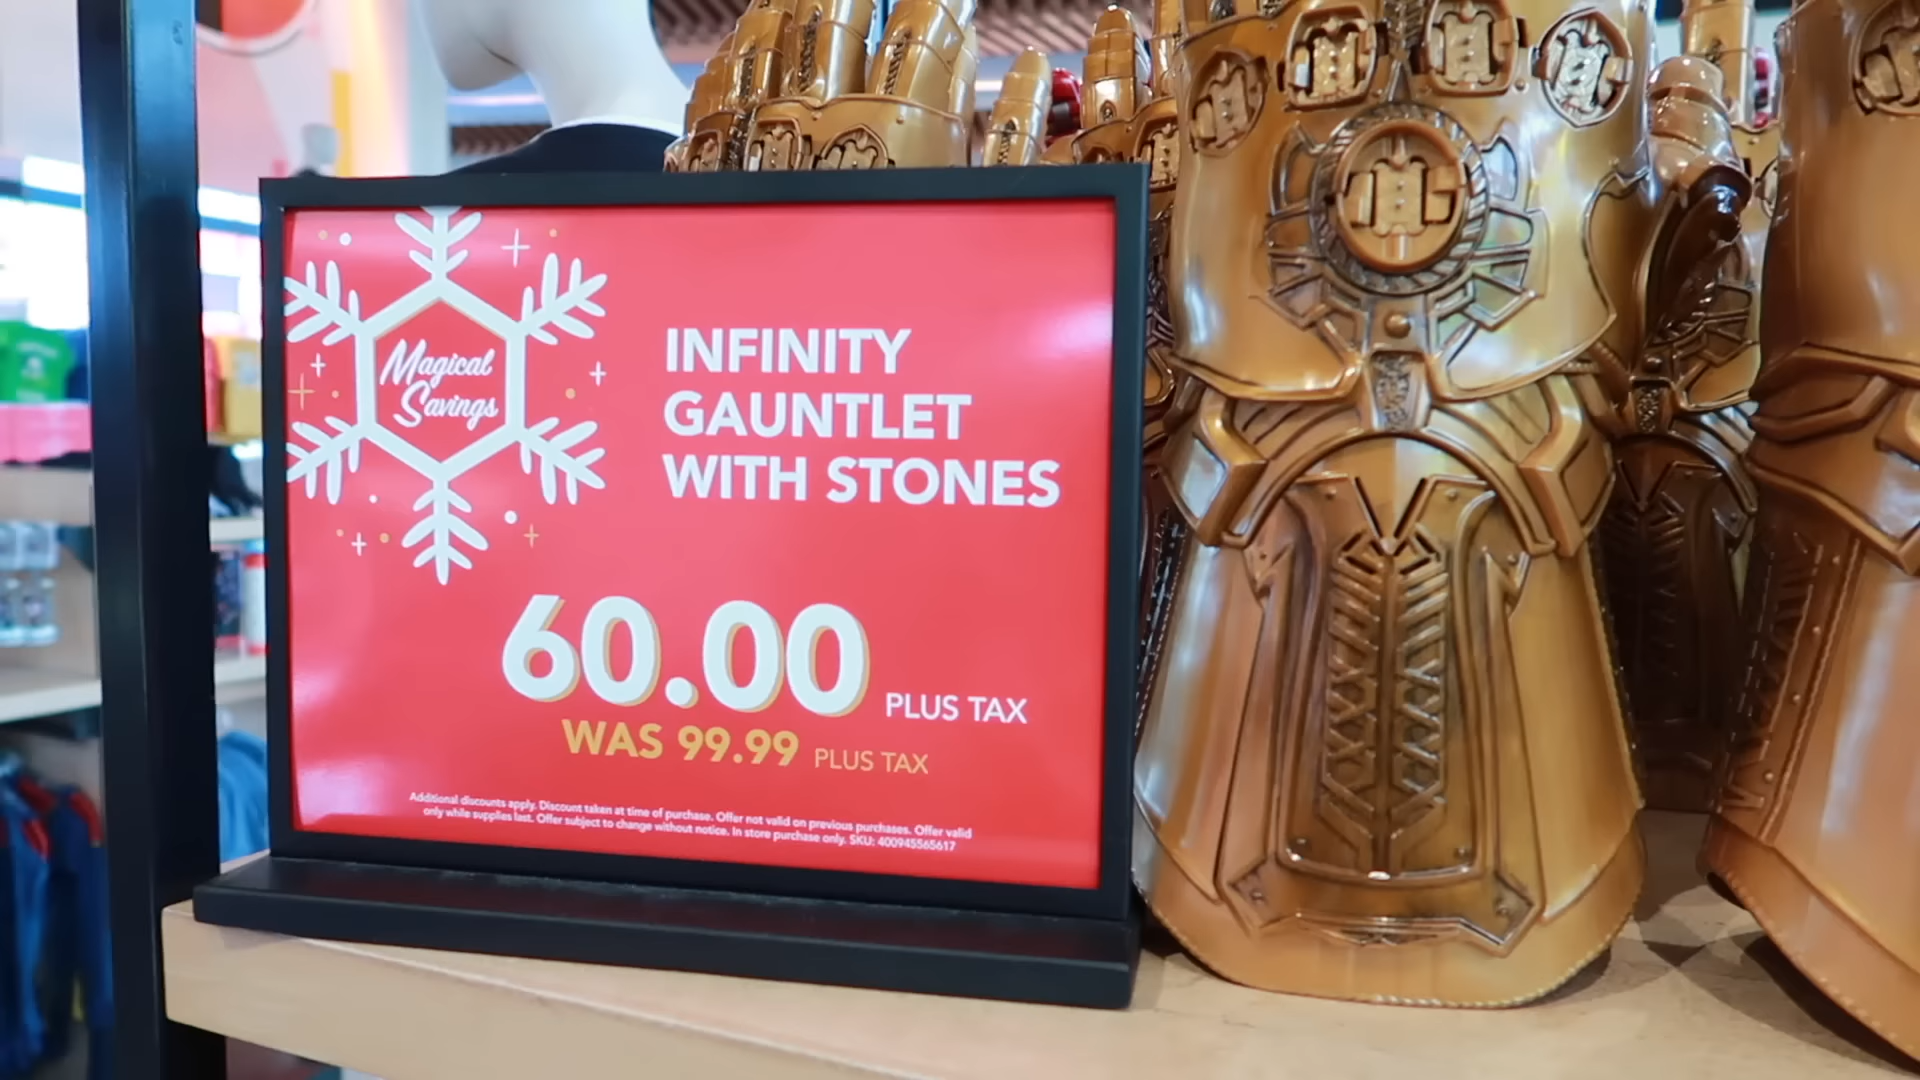 Magical
Savings
INFINITY
GAUNTLET
WITH STONES
60.00 PLUS TAX
WAS 99.99 PLUS TAX
Additional discounts apply. Discount taken at time of purchase. Offer not valid on previous purchases. Offer valid
only while supplies last. Offer subject to change without notice. In store purchase only. SKU: 400945565617